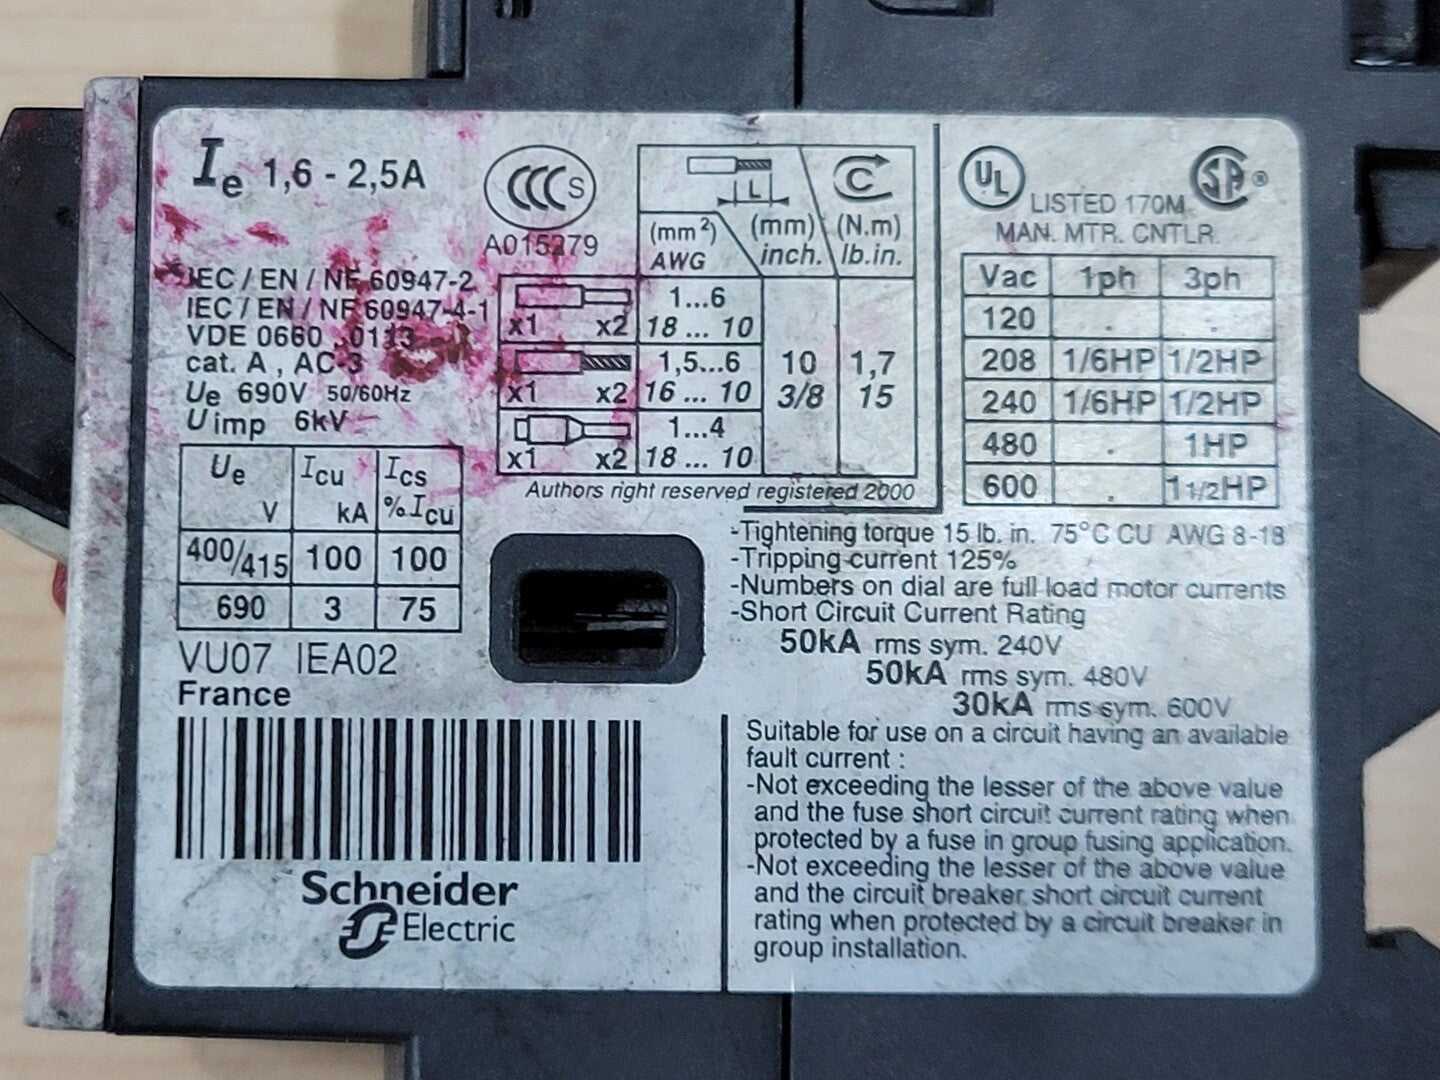 Ie 1,6 - 2,5A
CCC S
A015279
IEC / EN / NF 60947-2
IEC / EN / NF 60947-4-1
VDE 0660 , 0113
cat. A , AC-3
Ue 690V 50/60Hz
Uimp 6kV
Ue V Icu kA Ics % Icu
400/415 100 100
690 3 75
VU07 IEA02
France
Schneider
Electric
L C
(mm²) (mm) (N.m)
AWG inch. lb.in.
x1 x2 1...6
18 ... 10
x1 x2 1,5...6 10 1,7
16 ... 10 3/8 15
x1 x2 1...4
18 ... 10
Authors right reserved registered 2000
UL LISTED 170M SA ®
MAN. MTR. CNTLR
Vac 1ph 3ph
120 . .
208 1/6HP 1/2HP
240 1/6HP 1/2HP
480 . 1HP
600 . 1 1/2HP
-Tightening torque 15 lb. in. 75°C CU AWG 8-18
-Tripping current 125%
-Numbers on dial are full load motor currents
-Short Circuit Current Rating
50kA rms sym. 240V
50kA rms sym. 480V
30kA rms sym. 600V
Suitable for use on a circuit having an available
fault current :
-Not exceeding the lesser of the above value
and the fuse short circuit current rating when
protected by a fuse in group fusing application.
-Not exceeding the lesser of the above value
and the circuit breaker short circuit current
rating when protected by a circuit breaker in
group installation.